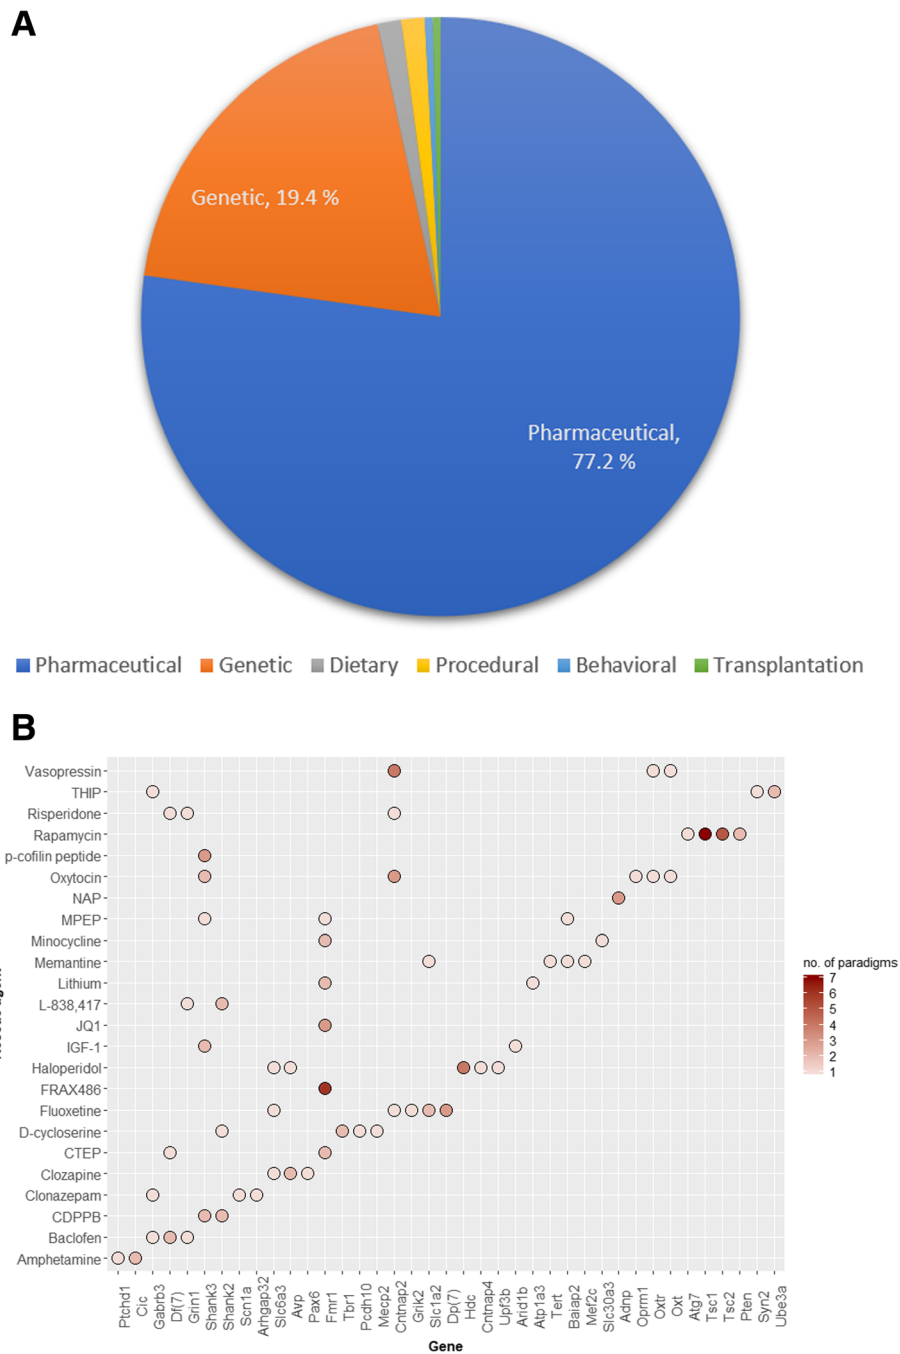 A
Genetic, 19.4 %
Pharmaceutical,
77.2 %
Pharmaceutical
Genetic
Dietary
Procedural
Behavioral
Transplantation
B
Vasopressin
THIP
Risperidone
Rapamycin
p-cofilin peptide
Oxytocin
NAP
MPEP
Minocycline
Memantine
Lithium
L-838,417
JQ1
IGF-1
Haloperidol
FRAX486
Fluoxetine
D-cycloserine
CTEP
Clozapine
Clonazepam
CDPPB
Baclofen
Amphetamine
no. of paradigms
7
6
5
4
3
2
1
Ptchd1
Cic
Gabrb3
Df(7)
Grin1
Shank3
Shank2
Scn1a
Arhgap32
Slc6a3
Avp
Pax6
Fmr1
Tbr1
Pcdh10
Mecp2
Cntnap2
Grik2
Slc1a2
Dp(7)
Hdc
Cntnap4
Upf3b
Arid1b
Atp1a3
Tert
Baiap2
Mef2c
Slc30a3
Adnp
Oprm1
Oxtr
Oxt
Atg7
Tsc1
Tsc2
Pten
Syn2
Ube3a
Gene